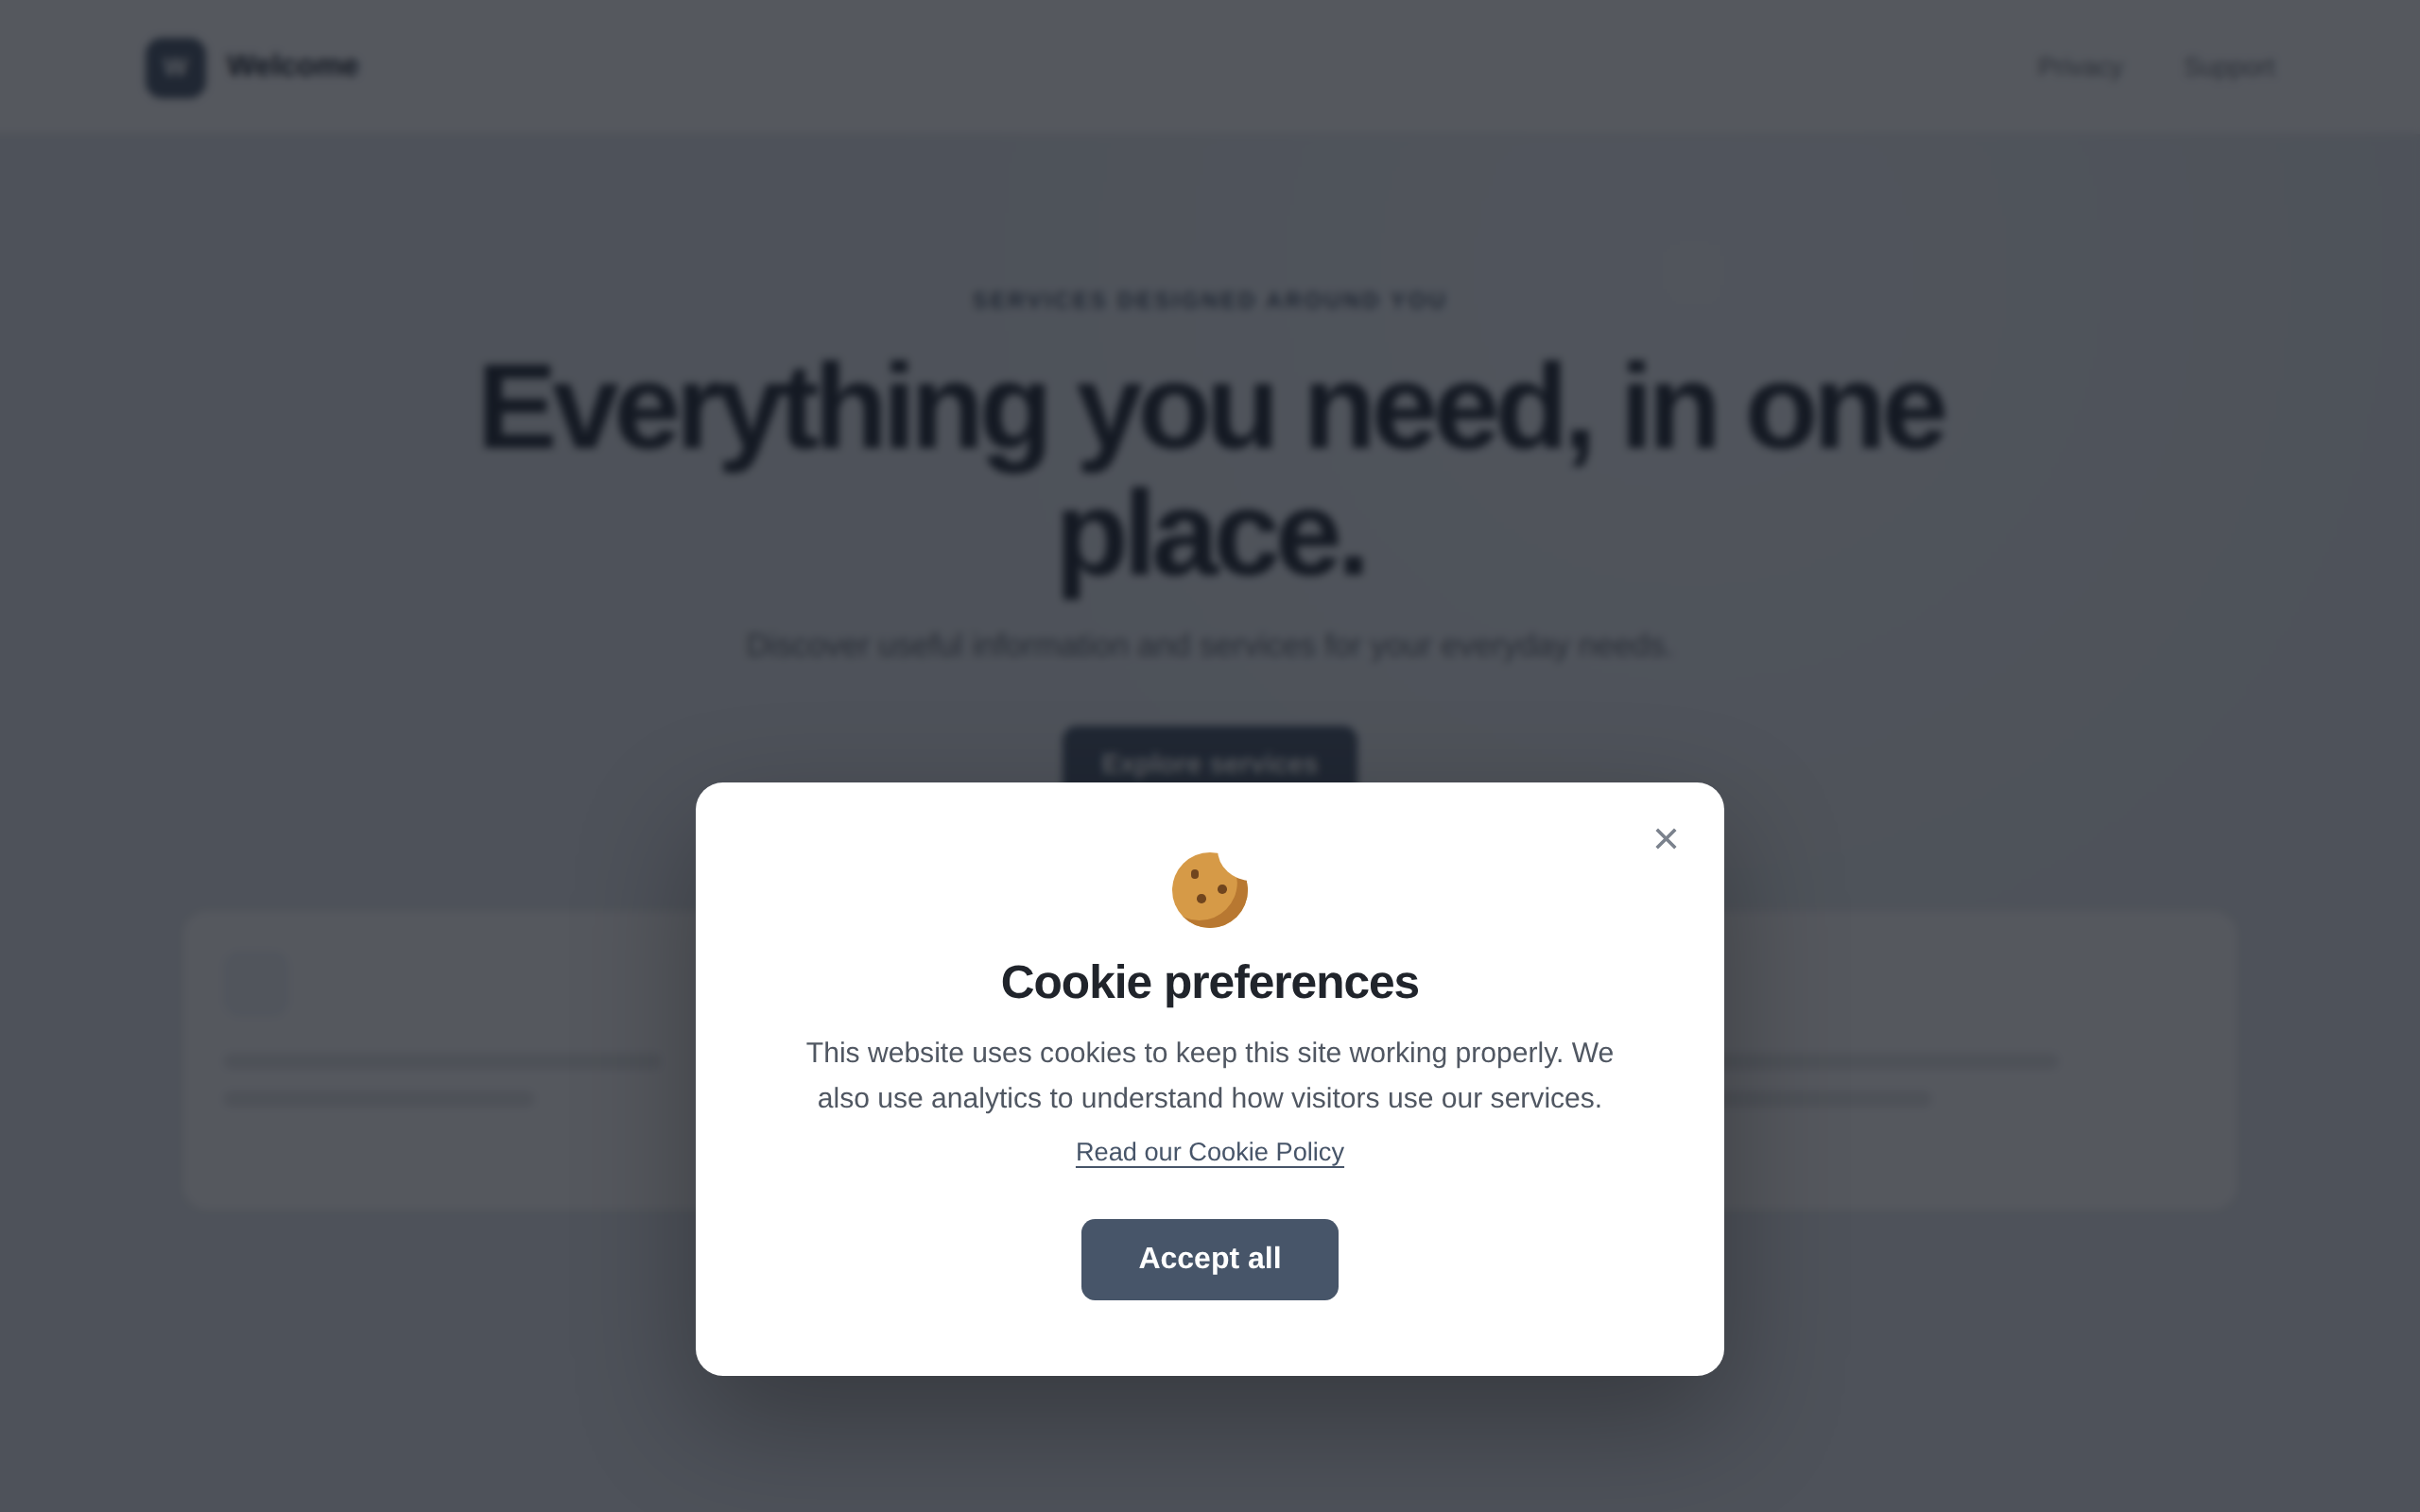 W Welcome
Privacy Support
SERVICES DESIGNED AROUND YOU
Everything you need, in one
place.
Discover useful information and services for your everyday needs.
Explore services
×
Cookie preferences
This website uses cookies to keep this site working properly. We
also use analytics to understand how visitors use our services.
Read our Cookie Policy
Accept all